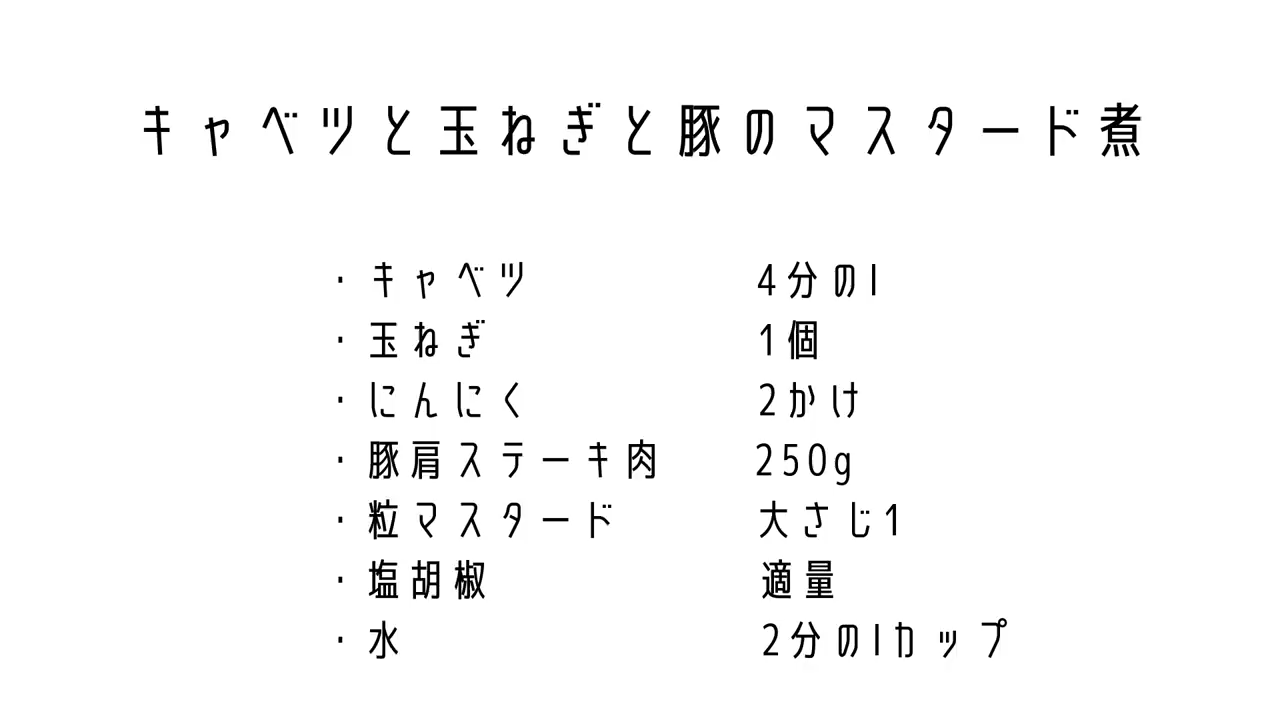 キャベツと玉ねぎと豚のマスタード煮
・キャベツ 4分の1
・玉ねぎ 1個
・にんにく 2かけ
・豚肩ステーキ肉 250g
・粒マスタード 大さじ1
・塩胡椒 適量
・水 2分の1カップ